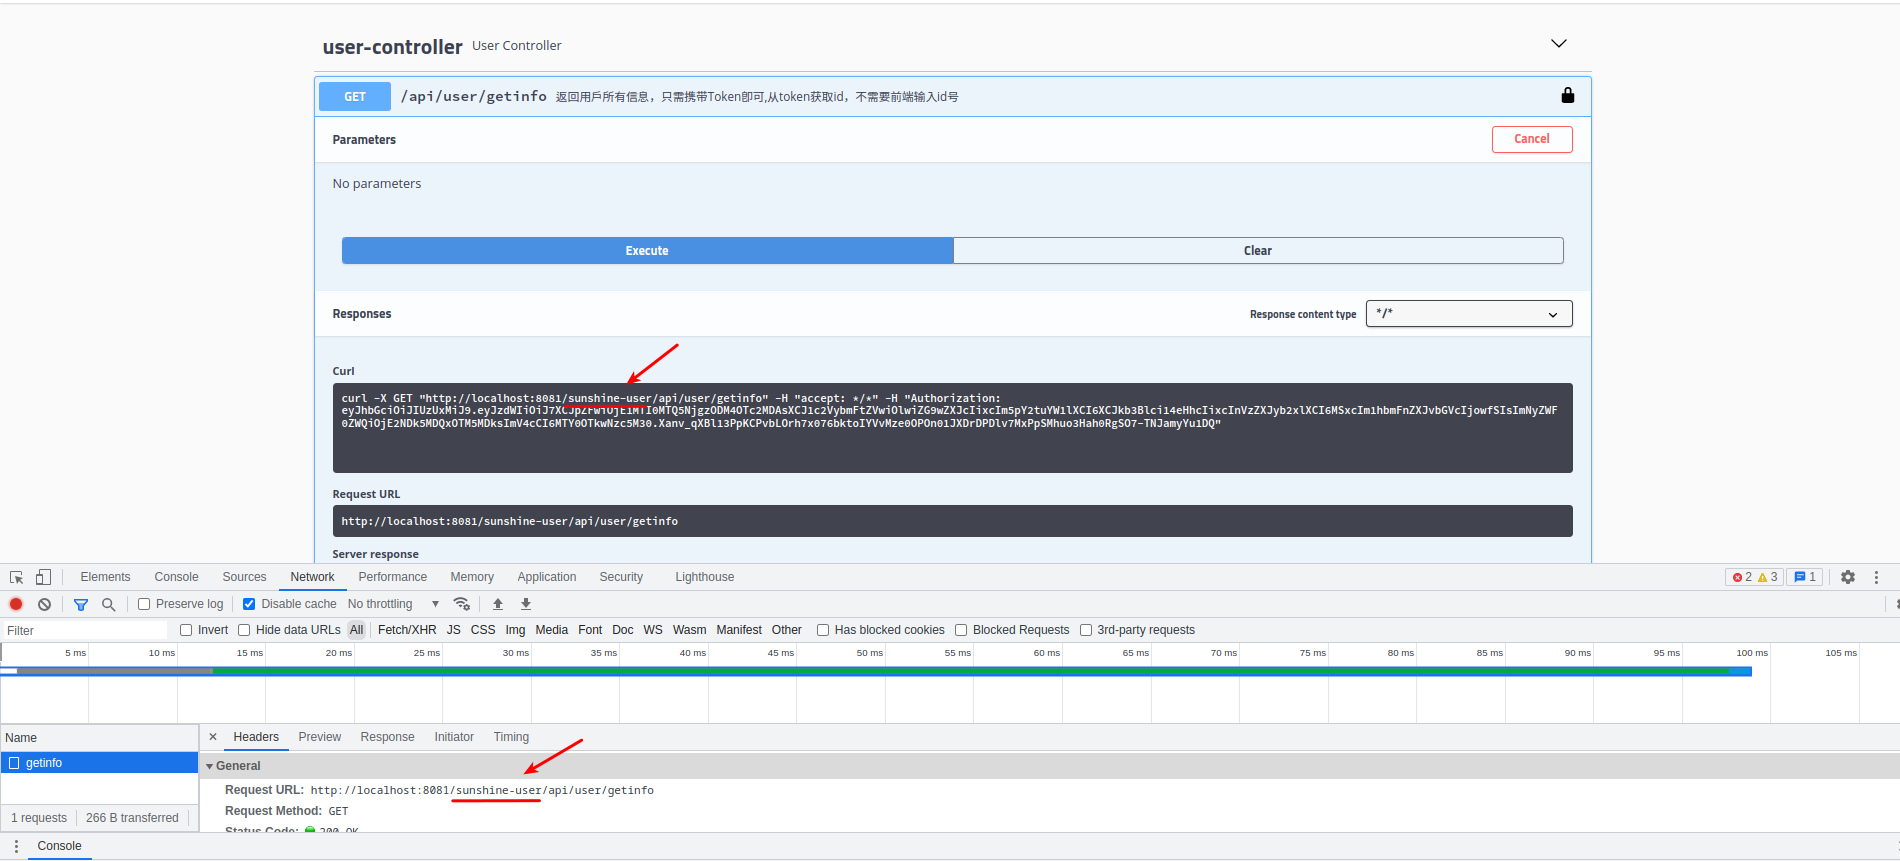 user-controller User Controller
GET /api/user/getinfo 返回用戶所有信息，只需携带Token即可,从token获取id，不需要前端输入id号
Parameters Cancel
No parameters
Execute Clear
Responses Response content type */*
Curl
curl -X GET "http://localhost:8081/sunshine-user/api/user/getinfo" -H "accept: */*" -H "Authorization:
Request URL
http://localhost:8081/sunshine-user/api/user/getinfo
Server response
Elements Console Sources Network Performance Memory Application Security Lighthouse 2 3 1
Preserve log Disable cache No throttling
Filter Invert Hide data URLs All Fetch/XHR JS CSS Img Media Font Doc WS Wasm Manifest Other Has blocked cookies Blocked Requests 3rd-party requests
5 ms 10 ms 15 ms 20 ms 25 ms 30 ms 35 ms 40 ms 45 ms 50 ms 55 ms 60 ms 65 ms 70 ms 75 ms 80 ms 85 ms 90 ms 95 ms 100 ms 105 ms
Name × Headers Preview Response Initiator Timing
getinfo
General
Request URL: http://localhost:8081/sunshine-user/api/user/getinfo
Request Method: GET
1 requests 266 B transferred
Status Code: 200 OK
Console